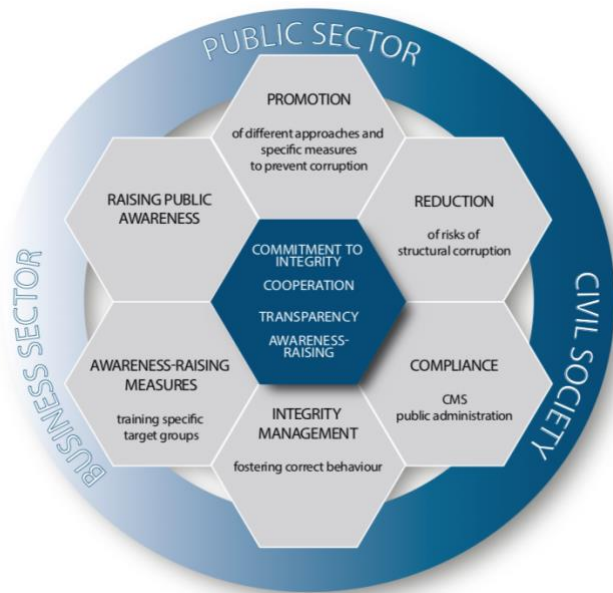 PUBLIC SECTOR
PROMOTION
of different approaches and
specific measures
to prevent corruption
RAISING PUBLIC
AWARENESS
REDUCTION
of risks of
structural corruption
COMMITMENT TO
INTEGRITY
COOPERATION
TRANSPARENCY
AWARENESS-
RAISING
AWARENESS-RAISING
MEASURES
training specific
target groups
COMPLIANCE
CMS
public administration
INTEGRITY
MANAGEMENT
fostering correct behaviour
BUSINESS SECTOR
CIVIL SOCIETY